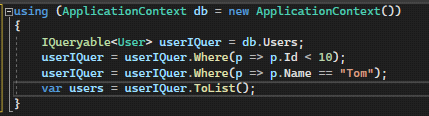 using (ApplicationContext db = new ApplicationContext())
{
    IQueryable<User> userIQuer = db.Users;
    userIQuer = userIQuer.Where(p => p.Id < 10);
    userIQuer = userIQuer.Where(p => p.Name == "Tom");
    var users = userIQuer.ToList();
}